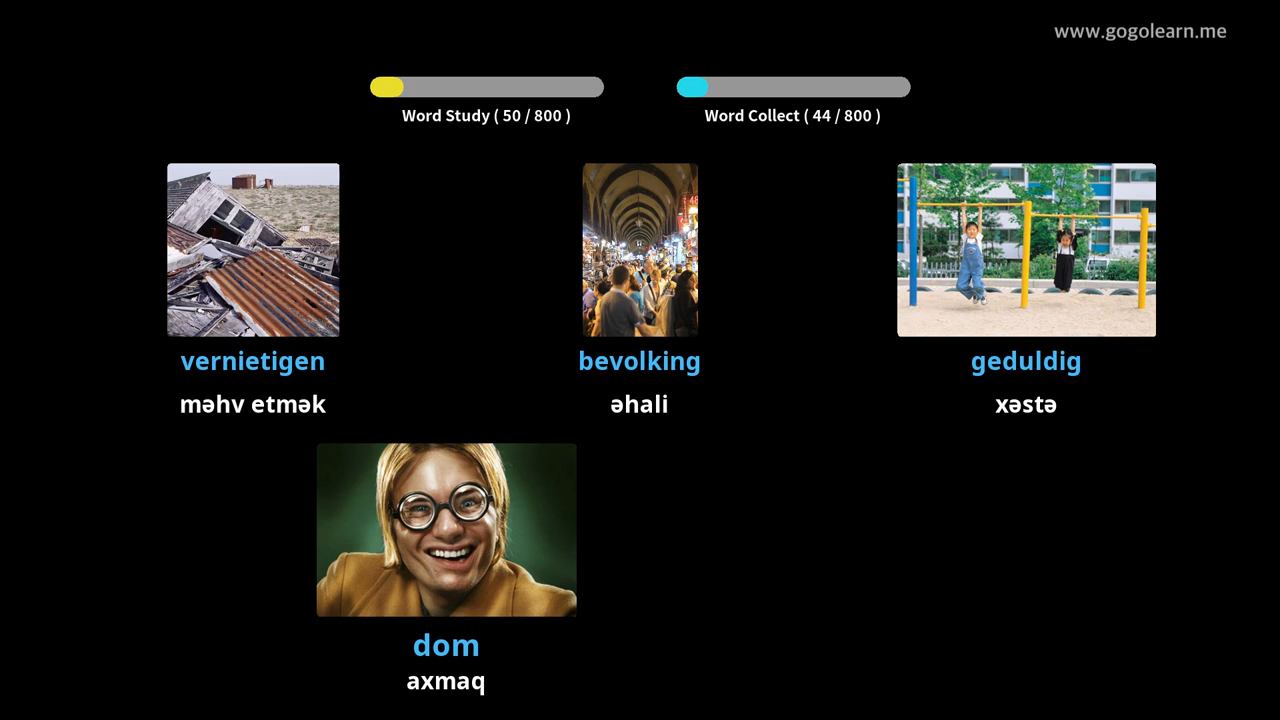 www.gogolearn.me
Word Study ( 50 / 800 )
Word Collect ( 44 / 800 )
vernietigen
məhv etmək
bevolking
əhali
geduldig
xəstə
dom
axmaq